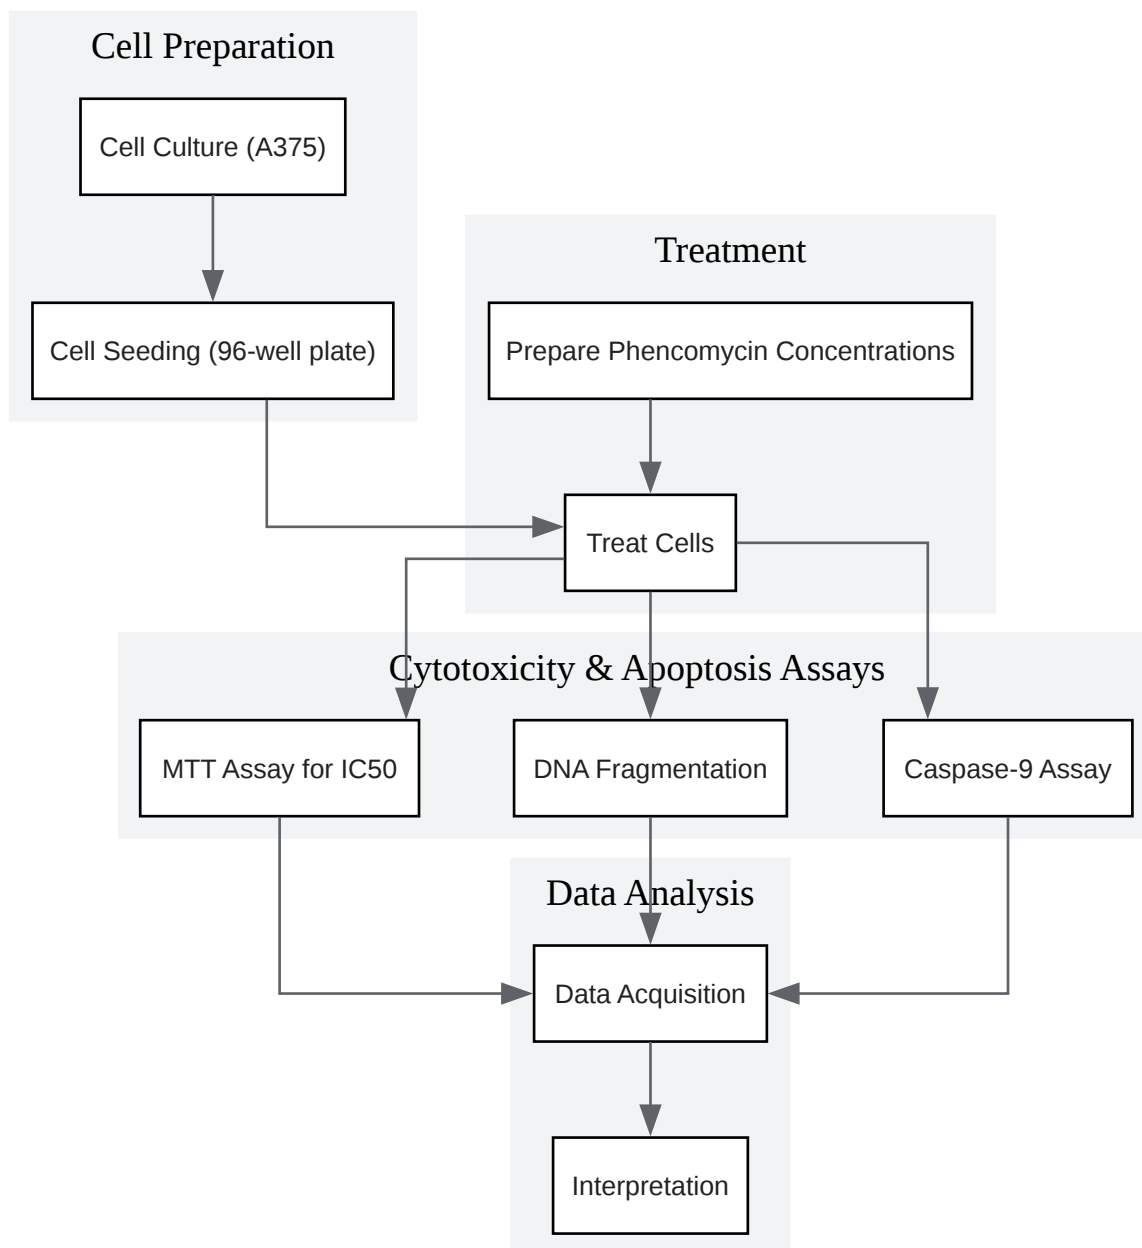 Cell Preparation
Cell Culture (A375)
Cell Seeding (96-well plate)
Treatment
Prepare Phencomycin Concentrations
Treat Cells
Cytotoxicity & Apoptosis Assays
MTT Assay for IC50
DNA Fragmentation
Caspase-9 Assay
Data Analysis
Data Acquisition
Interpretation